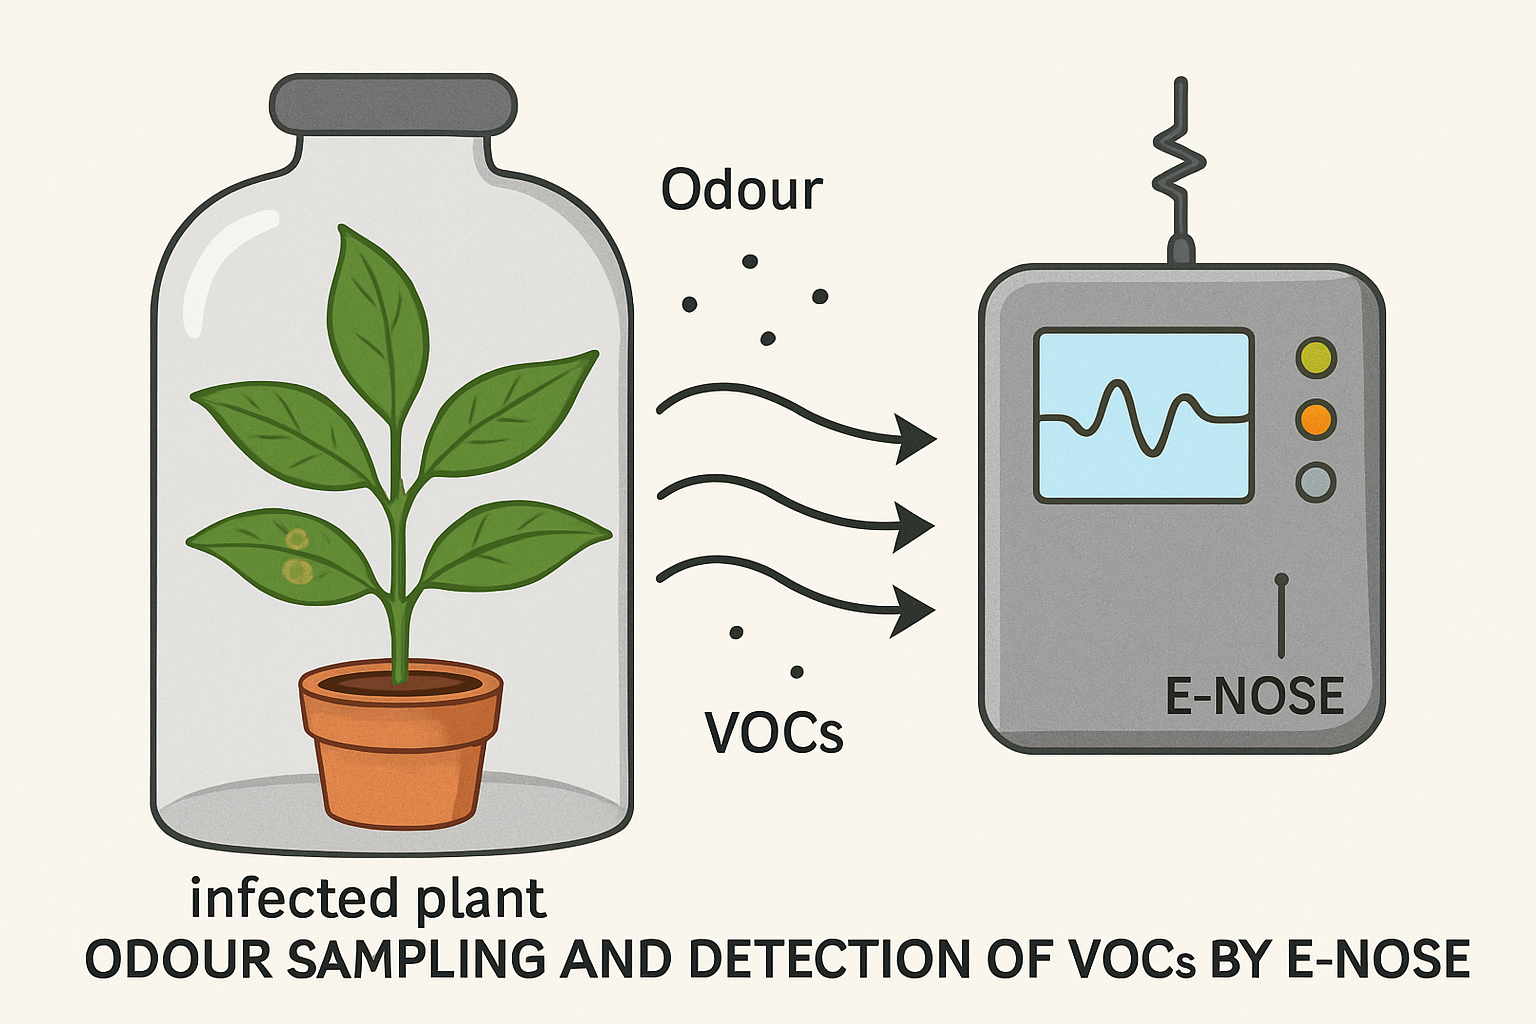 Odour
VOCs
E-NOSE
infected plant
ODOUR SAMPLING AND DETECTION OF VOCs BY E-NOSE